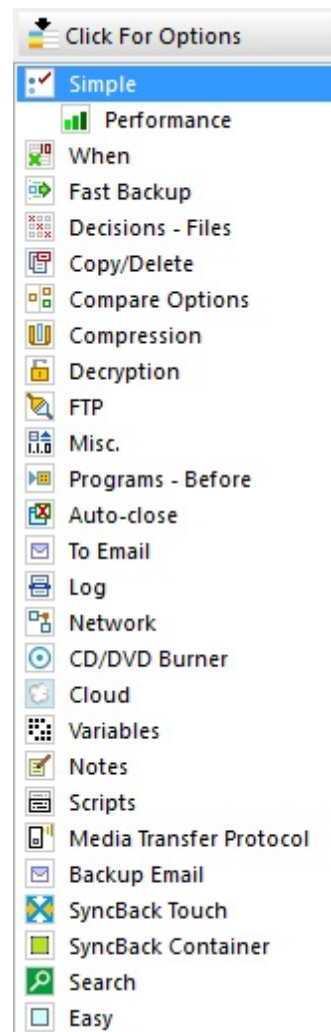 Click For Options
Simple
Performance
When
Fast Backup
Decisions - Files
Copy/Delete
Compare Options
Compression
Decryption
FTP
Misc.
Programs - Before
Auto-close
To Email
Log
Network
CD/DVD Burner
Cloud
Variables
Notes
Scripts
Media Transfer Protocol
Backup Email
SyncBack Touch
SyncBack Container
Search
Easy